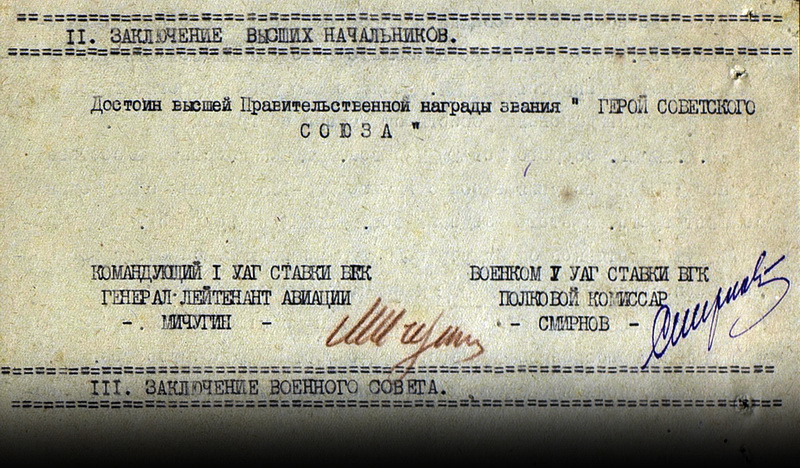 II. ЗАКЛЮЧЕНИЕ ВЫСШИХ НАЧАЛЬНИКОВ.
Достоин высшей Правительственной награды звания " ГЕРОЙ СОВЕТСКОГО
С О Ю З А "
КОМАНДУЮЩИЙ I УАГ СТАВКИ ВГК
ГЕНЕРАЛ-ЛЕЙТЕНАНТ АВИАЦИИ
- МИЧУГИН -
ВОЕНКОМ I УАГ СТАВКИ ВГК
ПОЛКОВОЙ КОМИССАР
- СМИРНОВ -
Смирнов
III. ЗАКЛЮЧЕНИЕ ВОЕННОГО СОВЕТА.